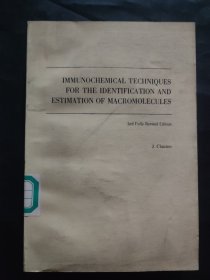 IMMUNOCHEMICAL TECHNIQUES
FOR THE IDENTIFICATION AND
ESTIMATION OF MACROMOLECULES
2nd Fully Revised Edition
J. Clausen